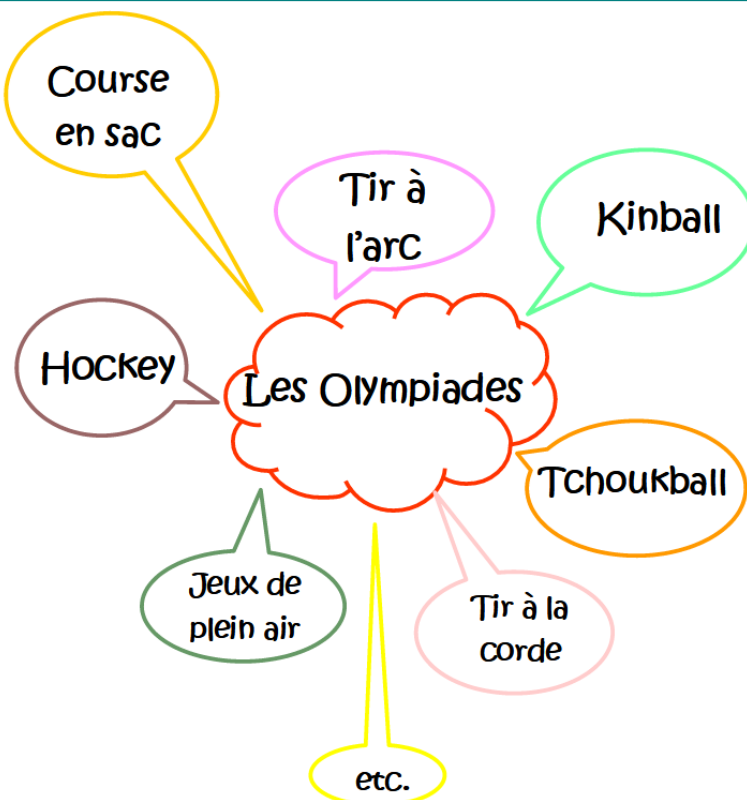 Course
en sac
Tir à
l'arc
Kinball
Hockey
Les Olympiades
Tchoukball
Jeux de
plein air
Tir à la
corde
etc.